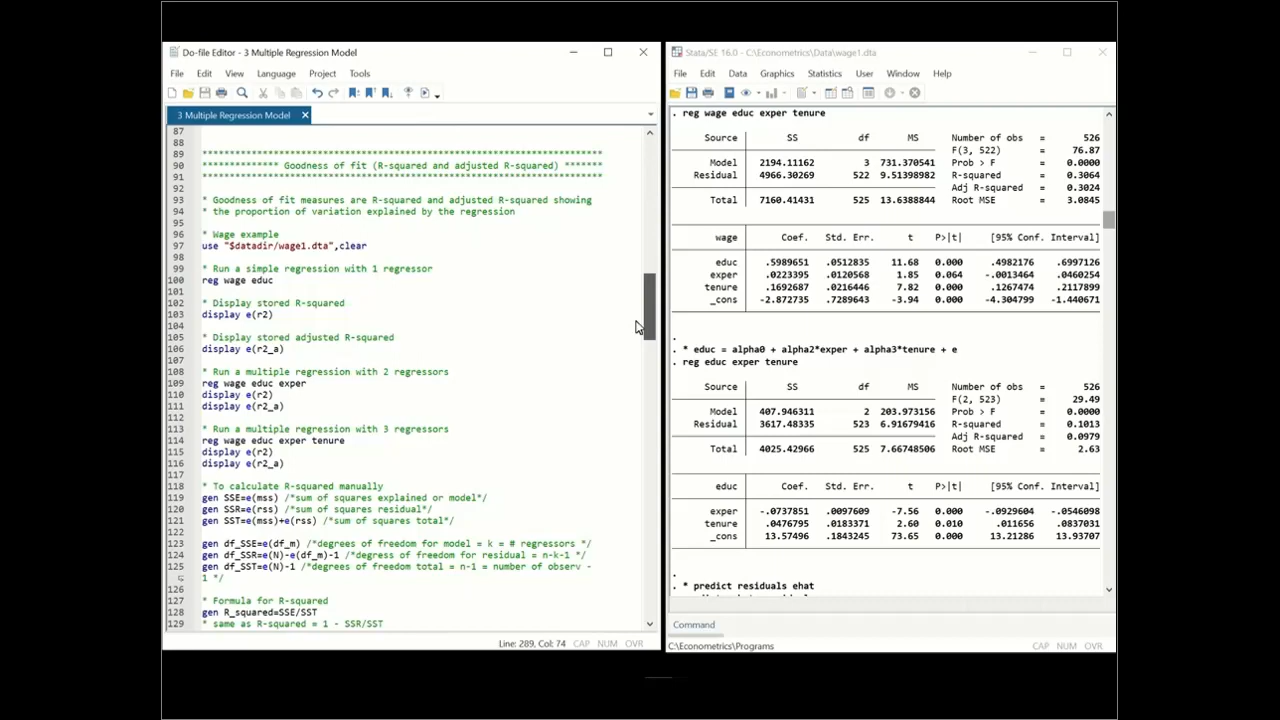 Do-file Editor - 3 Multiple Regression Model
File Edit View Language Project Tools
3 Multiple Regression Model
87
88
89 ******************************************************************************
90 ************** Goodness of fit (R-squared and adjusted R-squared) *******
91 ******************************************************************************
92
93 * Goodness of fit measures are R-squared and adjusted R-squared showing
94 * the proportion of variation explained by the regression
95
96 * Wage example
97 use "$datadir/wage1.dta",clear
98
99 * Run a simple regression with 1 regressor
100 reg wage educ
101
102 * Display stored R-squared
103 display e(r2)
104
105 * Display stored adjusted R-squared
106 display e(r2_a)
107
108 * Run a multiple regression with 2 regressors
109 reg wage educ exper
110 display e(r2)
111 display e(r2_a)
112
113 * Run a multiple regression with 3 regressors
114 reg wage educ exper tenure
115 display e(r2)
116 display e(r2_a)
117
118 * To calculate R-squared manually
119 gen SSE=e(mss) /*sum of squares explained or model*/
120 gen SSR=e(rss) /*sum of squares residual*/
121 gen SST=e(mss)+e(rss) /*sum of squares total*/
122
123 gen df_SSE=e(df_m) /*degrees of freedom for model = k = # regressors */
124 gen df_SSR=e(N)-e(df_m)-1 /*degress of freedom for residual = n-k-1 */
125 gen df_SST=e(N)-1 /*degress of freedom total = n-1 = number of observ -
1 */
126
127 * Formula for R-squared
128 gen R_squared=SSE/SST
129 * same as R-squared = 1 - SSR/SST
Line: 289, Col: 74 CAP NUM OVR
Stata/SE 16.0 - C:\Econometrics\Data\wage1.dta
File Edit Data Graphics Statistics User Window Help
. reg wage educ exper tenure
Source SS df MS Number of obs = 526
F(3, 522) = 76.87
Model 2194.11162 3 731.370541 Prob > F = 0.0000
Residual 4966.30269 522 9.51398982 R-squared = 0.3064
Adj R-squared = 0.3024
Total 7160.41431 525 13.6388844 Root MSE = 3.0845
wage Coef. Std. Err. t P>|t| [95% Conf. Interval]
educ .5989651 .0512835 11.68 0.000 .4982176 .6997126
exper .0223395 .0120568 1.85 0.064 -.0013464 .0460254
tenure .1692687 .0216446 7.82 0.000 .1267474 .2117899
_cons -2.872735 .7289643 -3.94 0.000 -4.304799 -1.440671
.
. * educ = alpha0 + alpha2*exper + alpha3*tenure + e
. reg educ exper tenure
Source SS df MS Number of obs = 526
F(2, 523) = 29.49
Model 407.946311 2 203.973156 Prob > F = 0.0000
Residual 3617.48335 523 6.91679416 R-squared = 0.1013
Adj R-squared = 0.0979
Total 4025.42966 525 7.66748506 Root MSE = 2.63
educ Coef. Std. Err. t P>|t| [95% Conf. Interval]
exper -.0737851 .0097609 -7.56 0.000 -.0929604 -.0546098
tenure .0476795 .0183371 2.60 0.010 .011656 .0837031
_cons 13.57496 .1843245 73.65 0.000 13.21286 13.93707
.
. * predict residuals ehat
Command
C:\Econometrics\Programs CAP NUM OVR